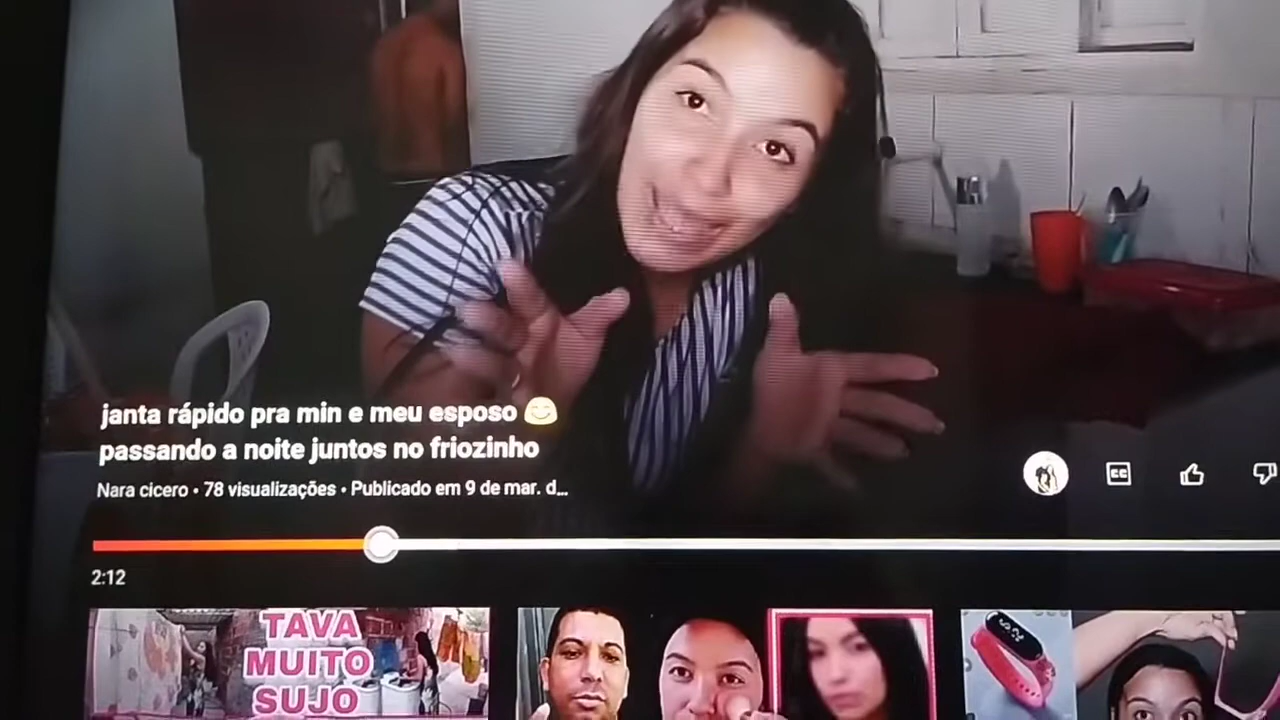 janta rápido pra min e meu esposo 😊
passando a noite juntos no friozinho
Nara cicero • 78 visualizações • Publicado em 9 de mar. d...
CC
2:12
TAVA
MUITO
SUJO